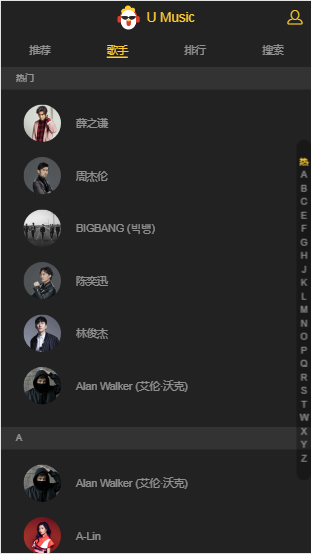 U Music
推荐 歌手 排行 搜索
热门
薛之谦
周杰伦
BIGBANG (빅뱅)
陈奕迅
林俊杰
Alan Walker (艾伦·沃克)
A
Alan Walker (艾伦·沃克)
A-Lin
热
A
B
C
E
F
G
H
J
K
L
M
N
O
P
Q
R
S
T
W
X
Y
Z